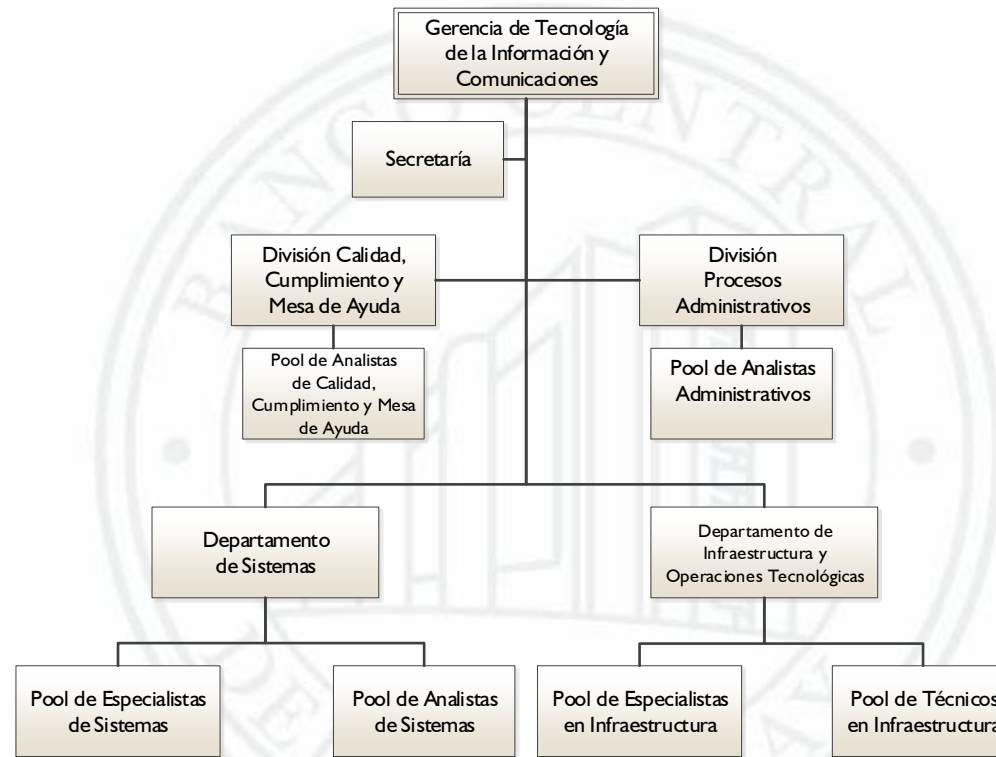 Gerencia de Tecnología
de la Información y
Comunicaciones
Secretaría
División Calidad,
Cumplimiento y
Mesa de Ayuda
División
Procesos
Administrativos
Pool de Analistas
de Calidad,
Cumplimiento y Mesa
de Ayuda
Pool de Analistas
Administrativos
Departamento
de Sistemas
Departamento de
Infraestructura y
Operaciones Tecnológicas
Pool de Especialistas
de Sistemas
Pool de Analistas
de Sistemas
Pool de Especialistas
en Infraestructura
Pool de Técnicos
en Infraestructura
BANCO CENTRAL
DE